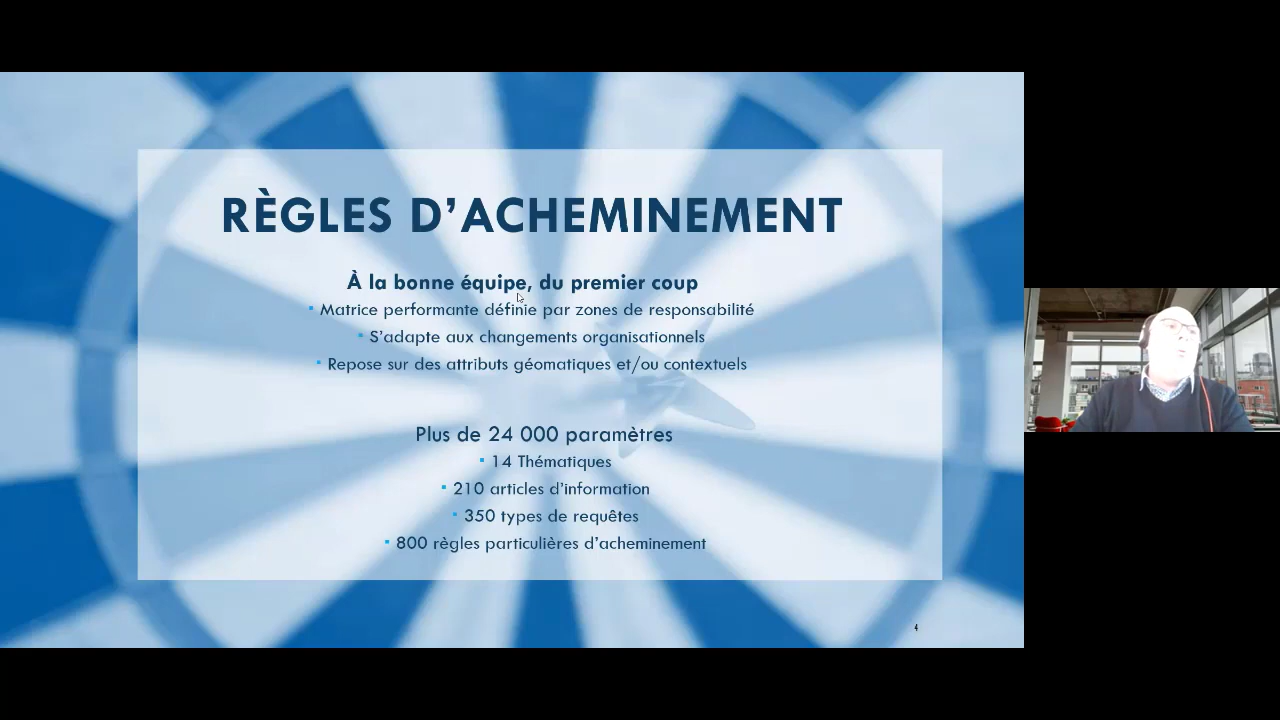 RÈGLES D’ACHEMINEMENT
À la bonne équipe, du premier coup
▪ Matrice performante définie par zones de responsabilité
▪ S’adapte aux changements organisationnels
▪ Repose sur des attributs géomatiques et/ou contextuels
Plus de 24 000 paramètres
▪ 14 Thématiques
▪ 210 articles d’information
▪ 350 types de requêtes
▪ 800 règles particulières d’acheminement
4